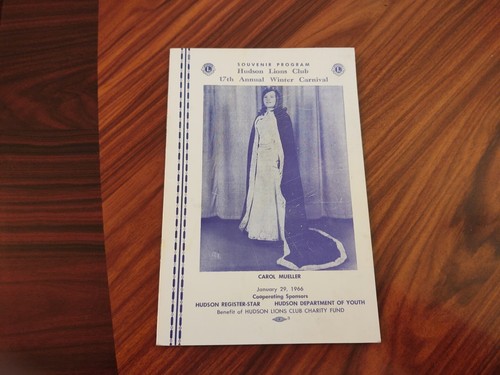 SOUVENIR PROGRAM
Hudson Lions Club
17th Annual Winter Carnival
CAROL MUELLER
January 29, 1966
Cooperating Sponsors
HUDSON REGISTER-STAR HUDSON DEPARTMENT OF YOUTH
Benefit of HUDSON LIONS CLUB CHARITY FUND